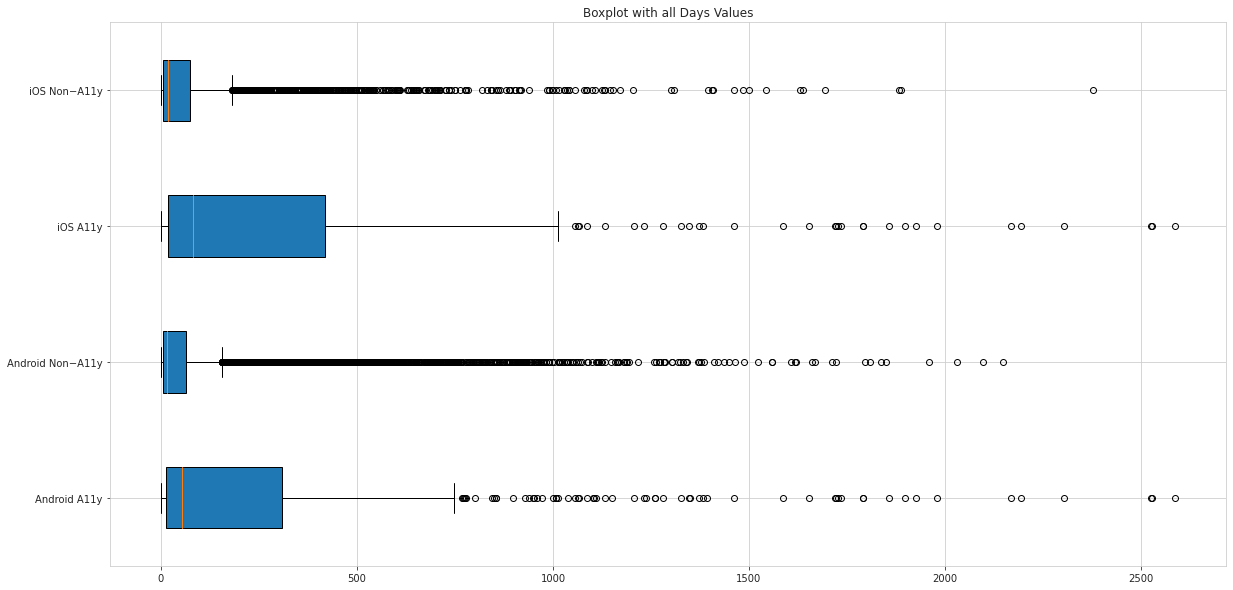 Boxplot with all Days Values
iOS Non−A11y
iOS A11y
Android Non−A11y
Android A11y
0 500 1000 1500 2000 2500